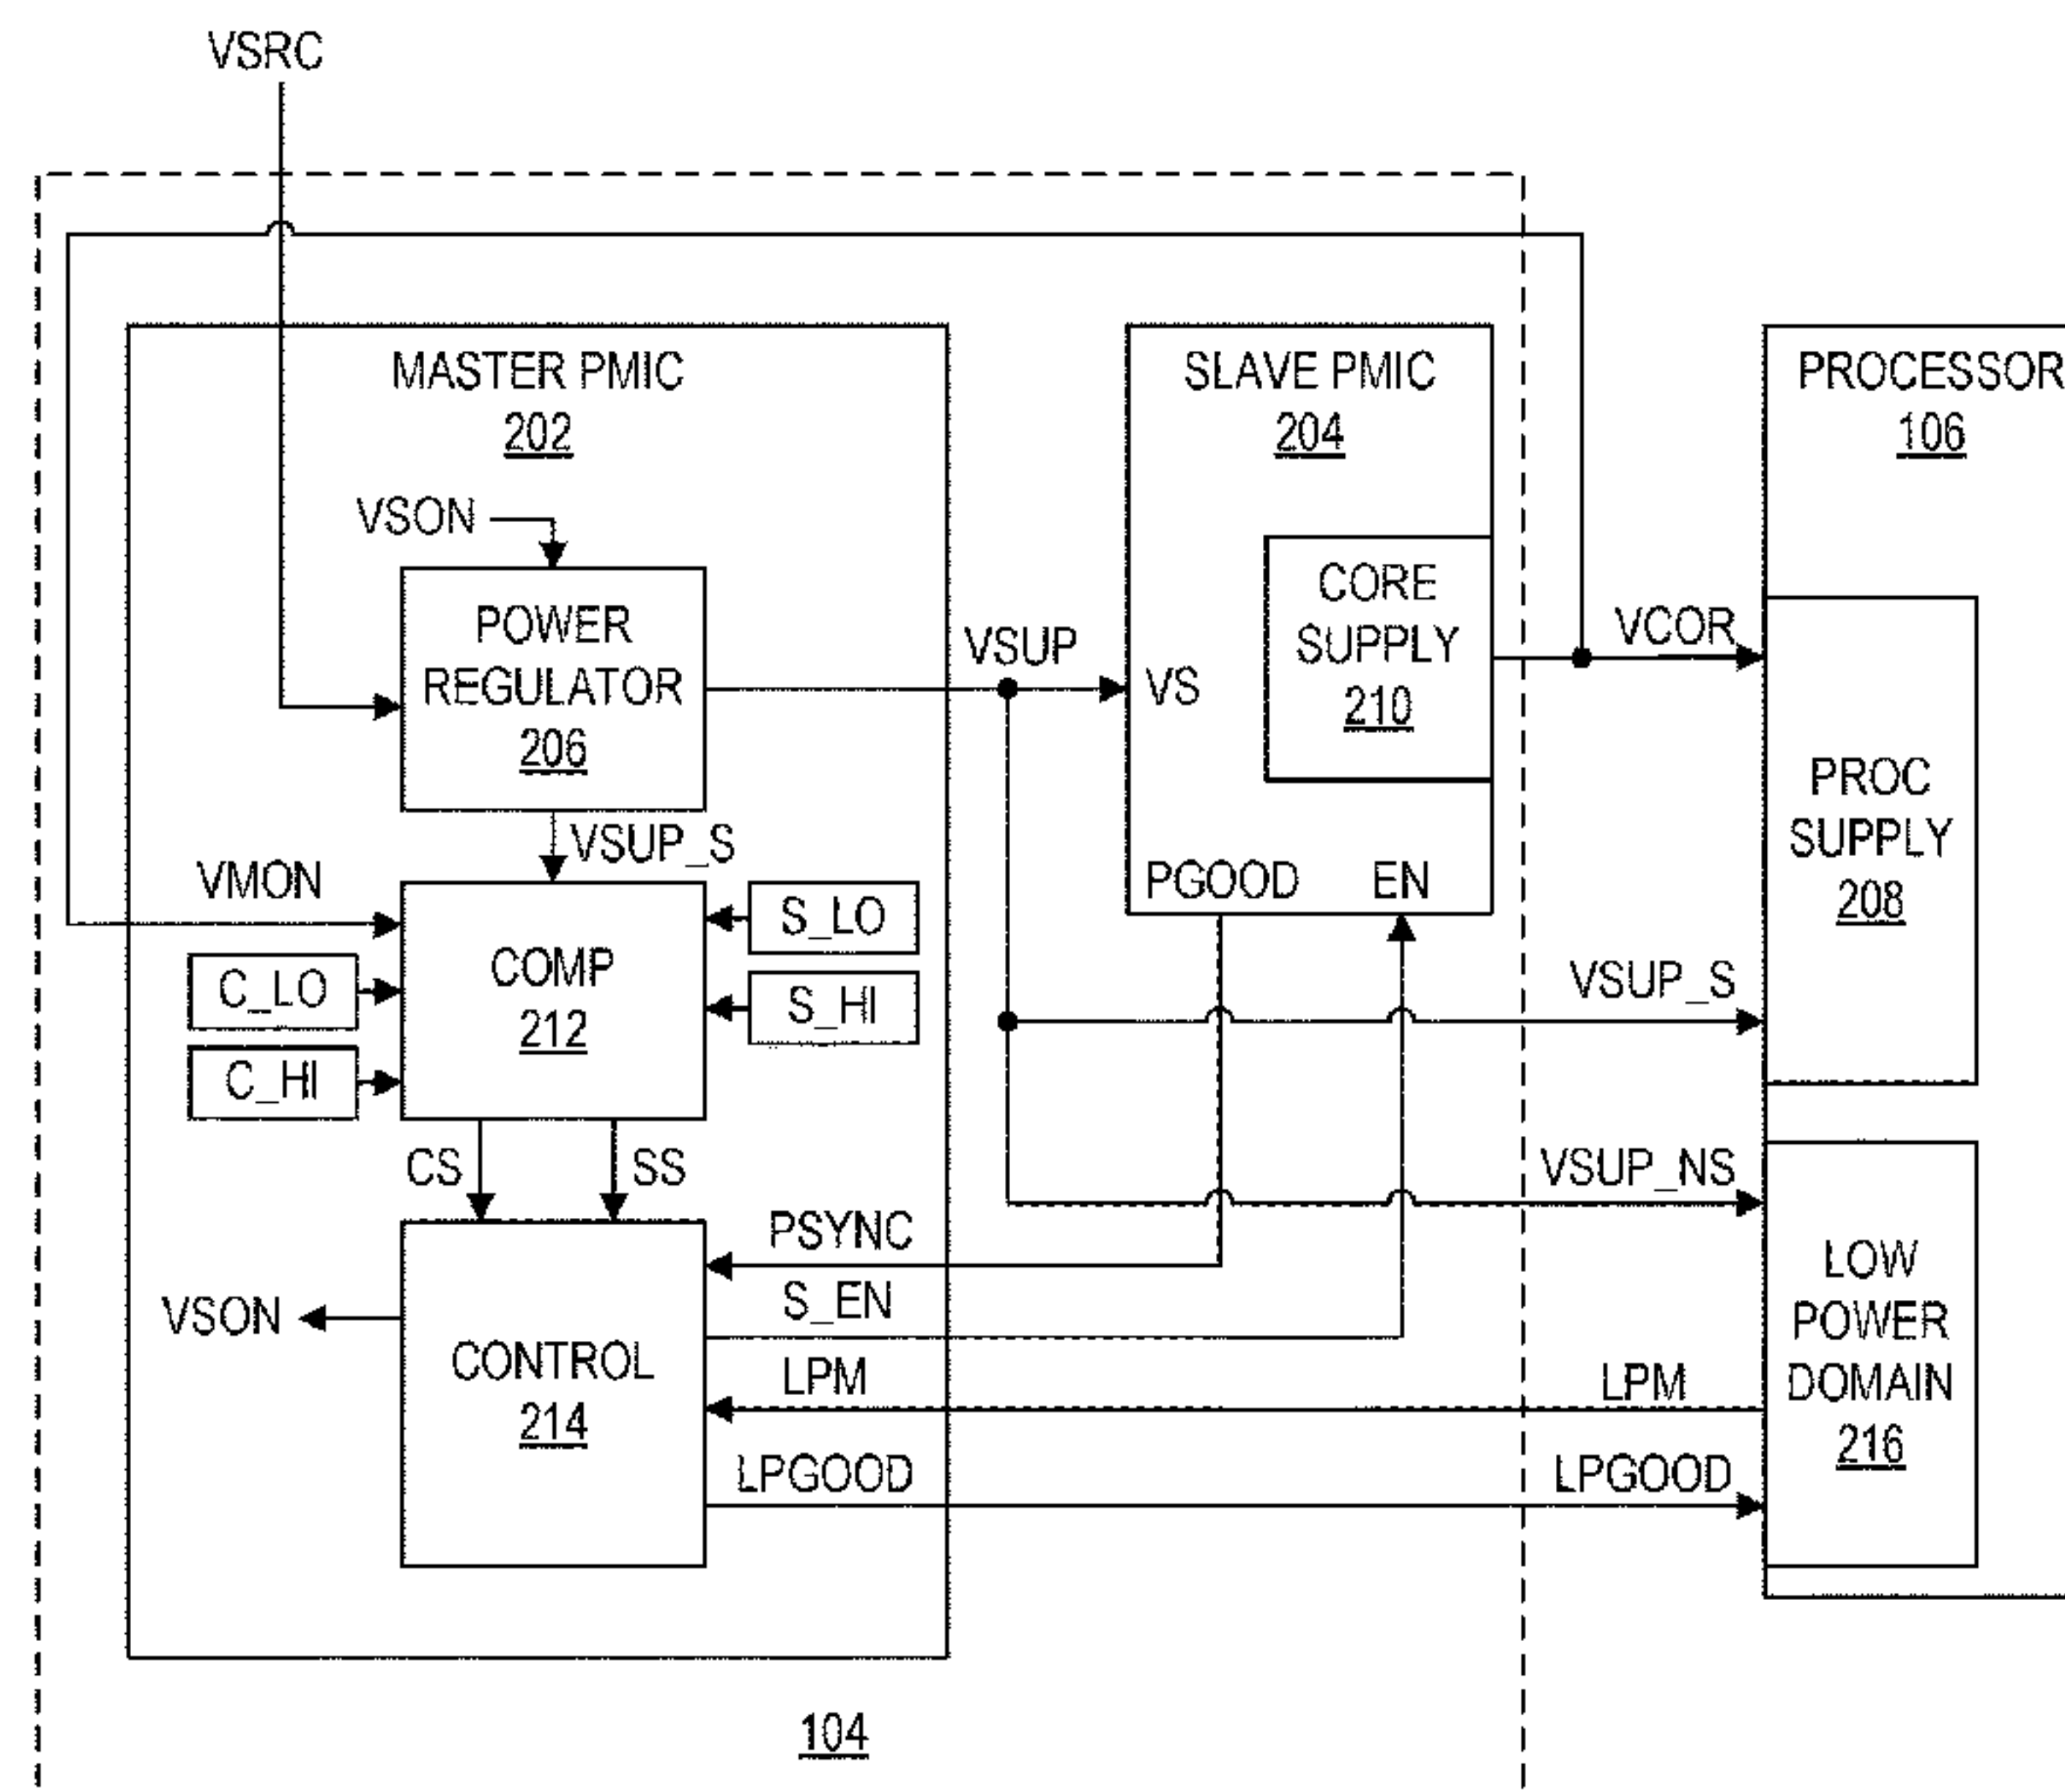 VSRC
MASTER PMIC
202
SLAVE PMIC
204
PROCESSOR
106
VSON
POWER
REGULATOR
206
VSUP
VS
CORE
SUPPLY
210
VCOR
PROC
SUPPLY
208
VSUP_S
VMON
PGOOD
EN
COMP
212
S_LO
S_HI
C_LO
C_HI
VSUP_S
CS
SS
VSUP_NS
PSYNC
S_EN
VSON
CONTROL
214
LPM
LPM
LOW
POWER
DOMAIN
216
LPGOOD
LPGOOD
104